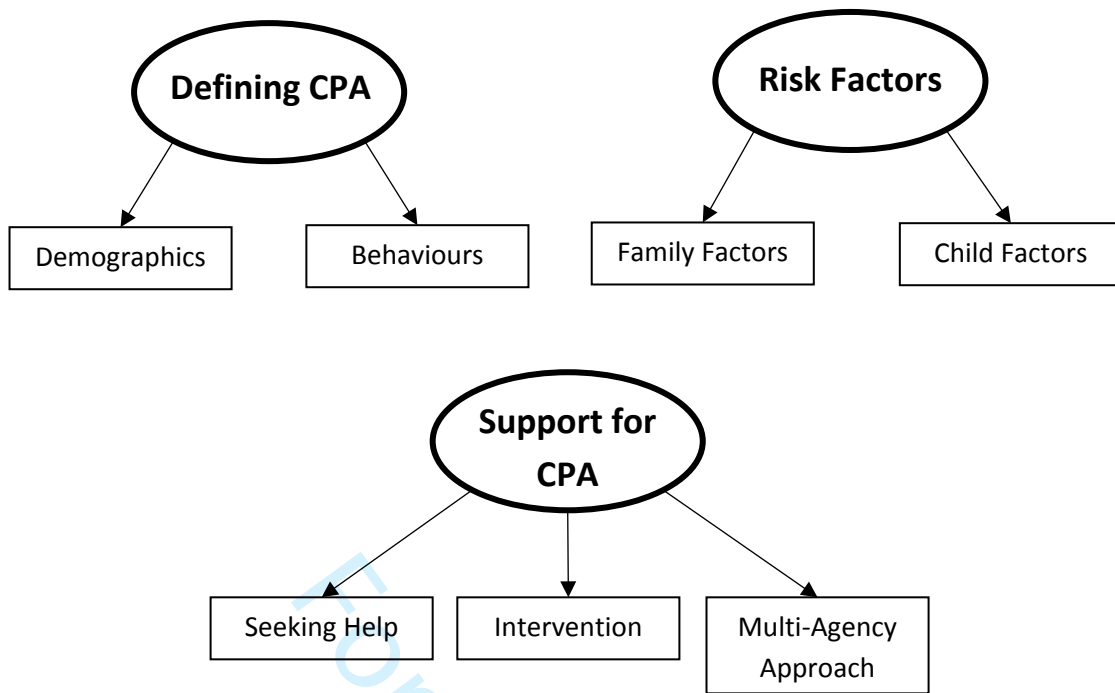 Defining CPA
Risk Factors
Demographics
Behaviours
Family Factors
Child Factors
Support for
CPA
Seeking Help
Intervention
Multi-Agency
Approach
For